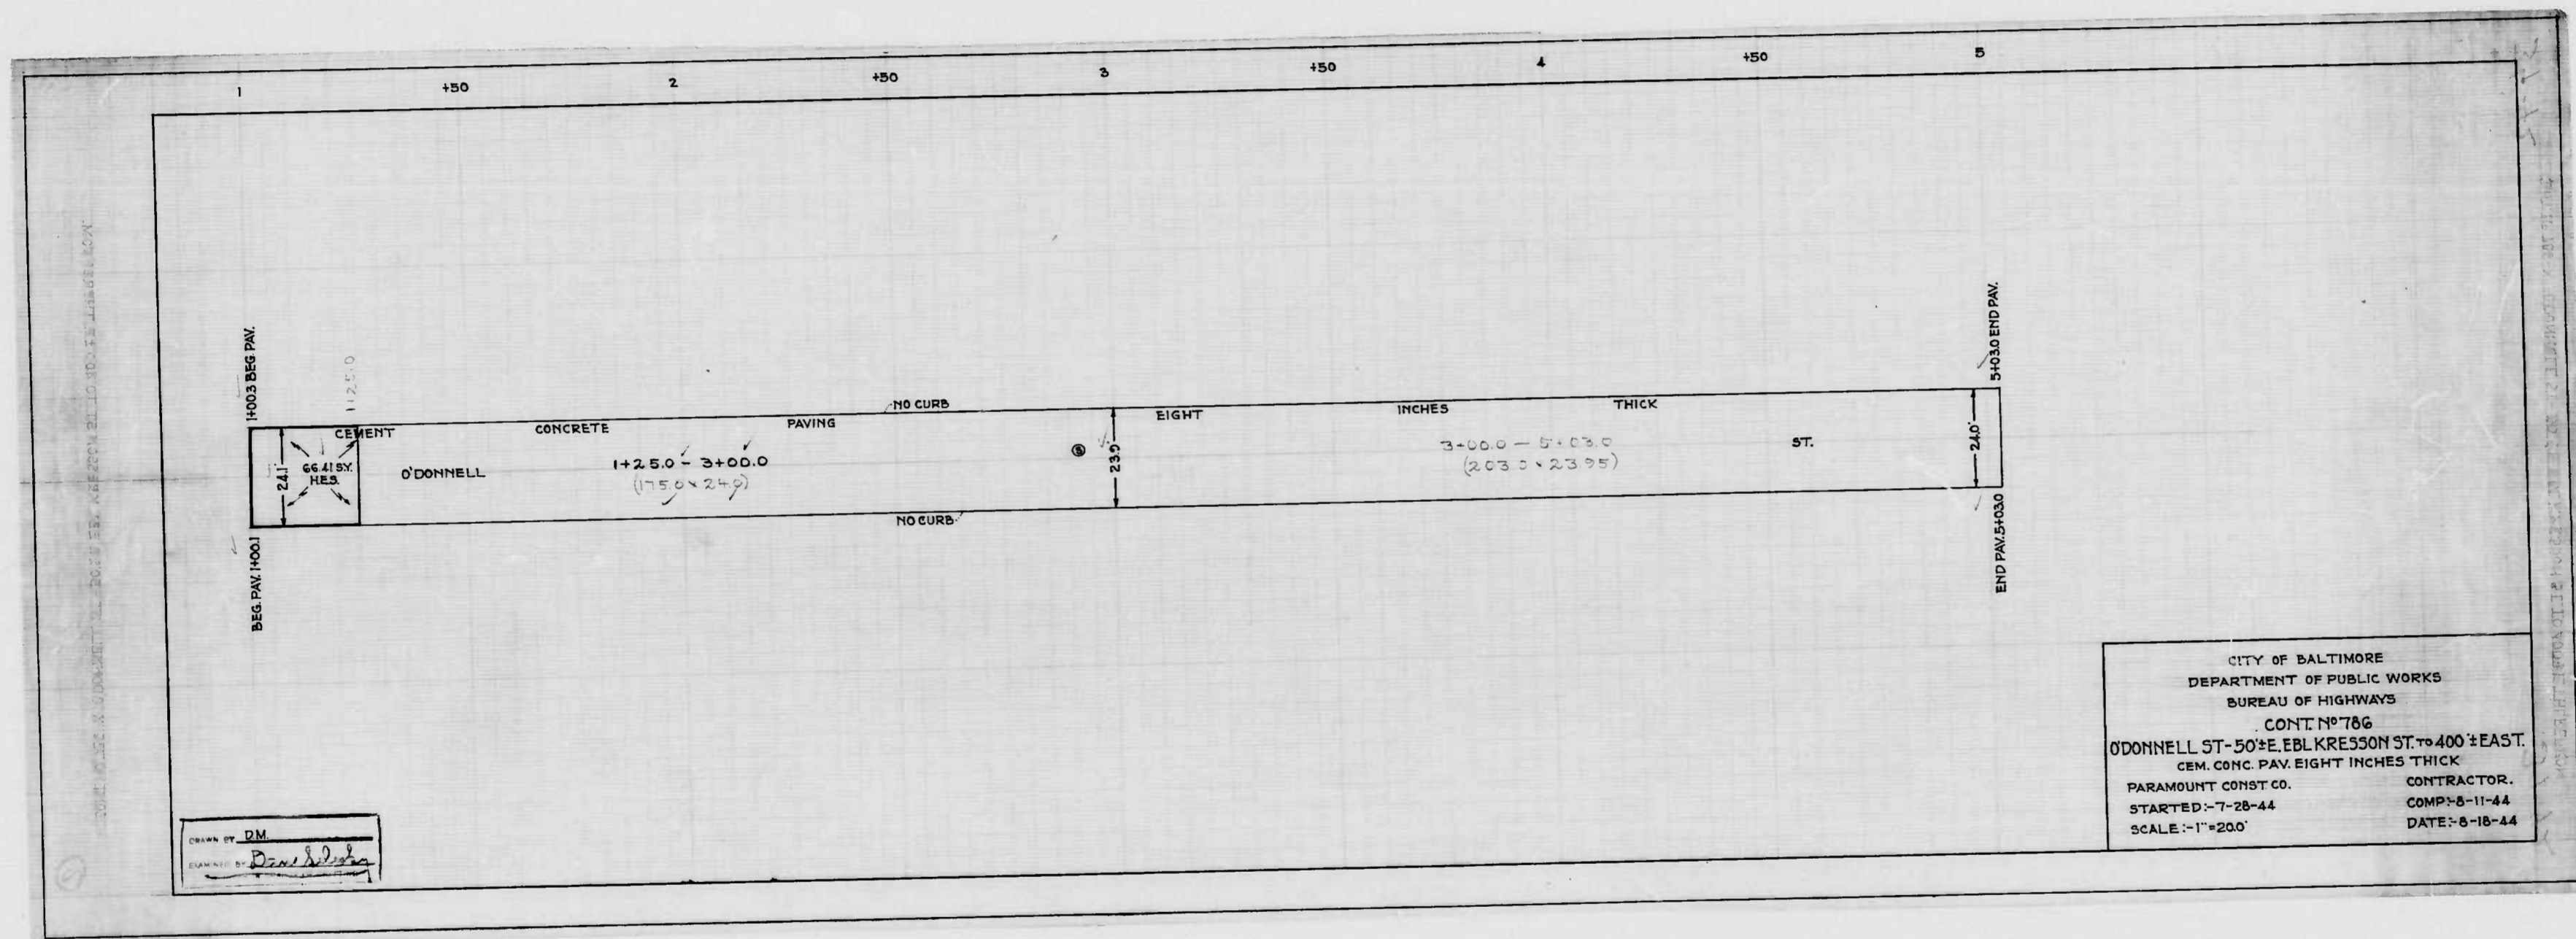 1 +50 2 +50 3 +50 4 +50 5
1+00.3 BEG. PAV.
1+25.0
5+03.0 END PAV.
NO CURB
CEMENT CONCRETE PAVING EIGHT INCHES THICK
24.1'
66.41 S.Y.
H.E.S.
O'DONNELL
1+25.0 - 3+00.0
(175.0 x 24.0)
23.9
3+00.0 - 5+03.0
(203.0 x 23.95)
ST.
24.0'
NO CURB
BEG. PAV. 1+00.1
END PAV. 5+03.0
CITY OF BALTIMORE
DEPARTMENT OF PUBLIC WORKS
BUREAU OF HIGHWAYS
CONT. Nº 786
O'DONNELL ST-50'±E. EBL KRESSON ST. TO 400'±EAST.
CEM. CONC. PAV. EIGHT INCHES THICK
PARAMOUNT CONST CO. CONTRACTOR.
STARTED:-7-28-44 COMP:-8-11-44
SCALE:-1"=20.0' DATE:-8-18-44
DRAWN BY D.M.
EXAMINED BY